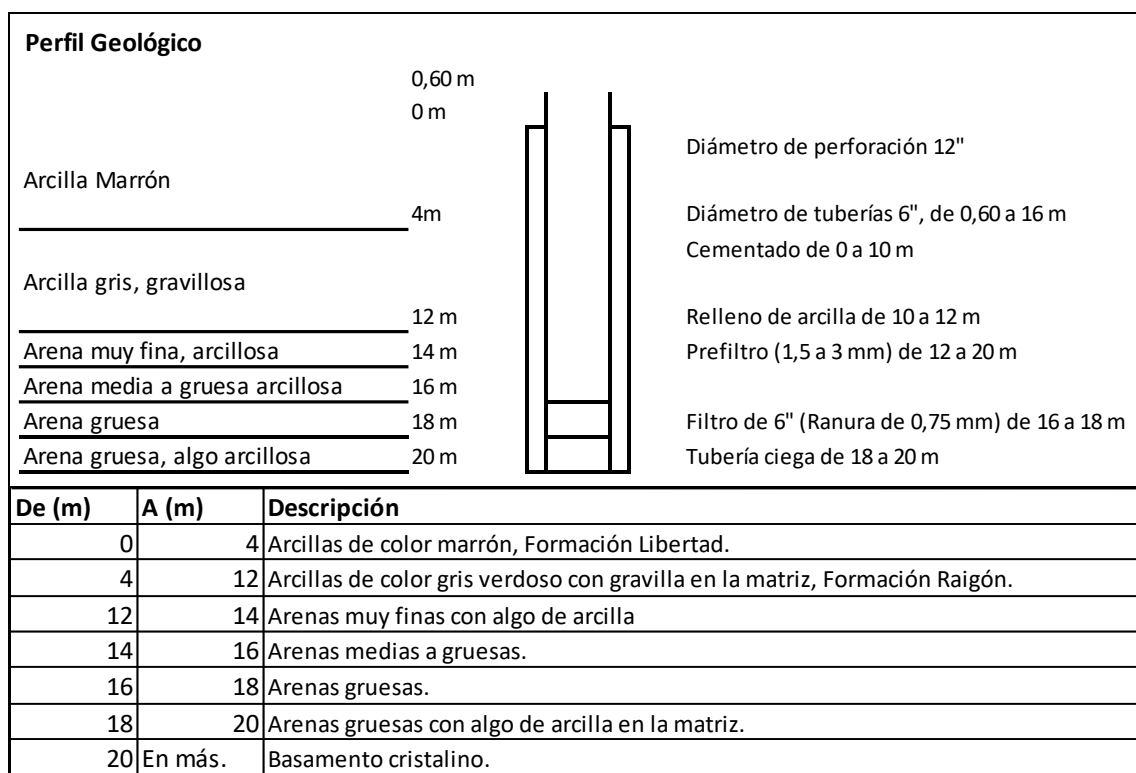 Perfil Geológico
0,60 m
0 m
Diámetro de perforación 12"
Arcilla Marrón
4m
Diámetro de tuberías 6", de 0,60 a 16 m
Cementado de 0 a 10 m
Arcilla gris, gravillosa
12 m
Relleno de arcilla de 10 a 12 m
Arena muy fina, arcillosa 14 m Prefiltro (1,5 a 3 mm) de 12 a 20 m
Arena media a gruesa arcillosa 16 m
Arena gruesa 18 m Filtro de 6" (Ranura de 0,75 mm) de 16 a 18 m
Arena gruesa, algo arcillosa 20 m Tubería ciega de 18 a 20 m
De (m) A (m) Descripción
0 4 Arcillas de color marrón, Formación Libertad.
4 12 Arcillas de color gris verdoso con gravilla en la matriz, Formación Raigón.
12 14 Arenas muy finas con algo de arcilla
14 16 Arenas medias a gruesas.
16 18 Arenas gruesas.
18 20 Arenas gruesas con algo de arcilla en la matriz.
20 En más. Basamento cristalino.